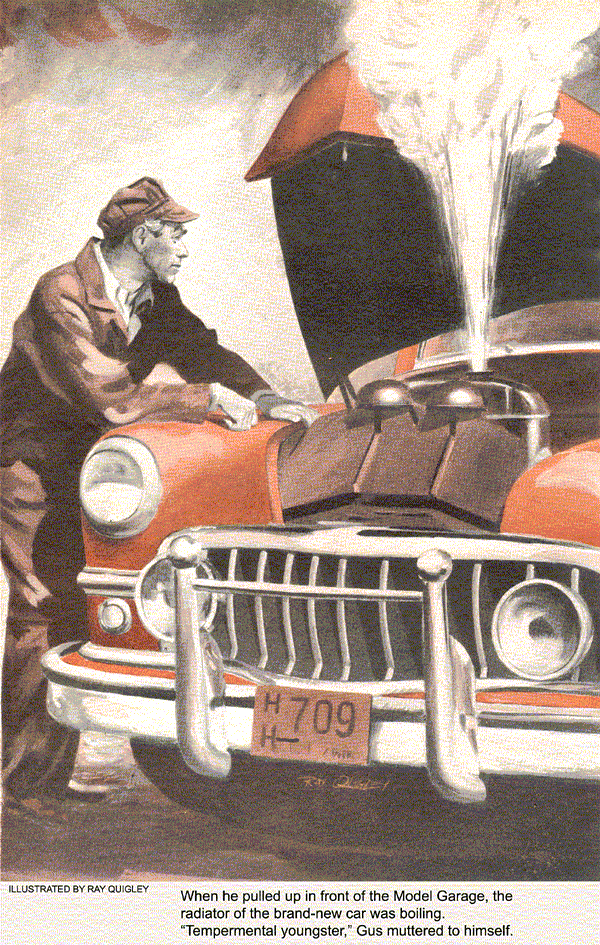 H 709
H-
ILLUSTRATED BY RAY QUIGLEY
When he pulled up in front of the Model Garage, the
radiator of the brand-new car was boiling.
“Tempermental youngster,” Gus muttered to himself.